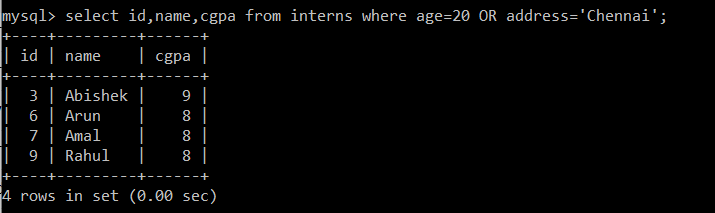 mysql> select id,name,cgpa from interns where age=20 OR address='Chennai';
+----+---------+------+
| id | name    | cgpa |
+----+---------+------+
|  3 | Abishek |    9 |
|  6 | Arun    |    8 |
|  7 | Amal    |    8 |
|  9 | Rahul   |    8 |
+----+---------+------+
4 rows in set (0.00 sec)